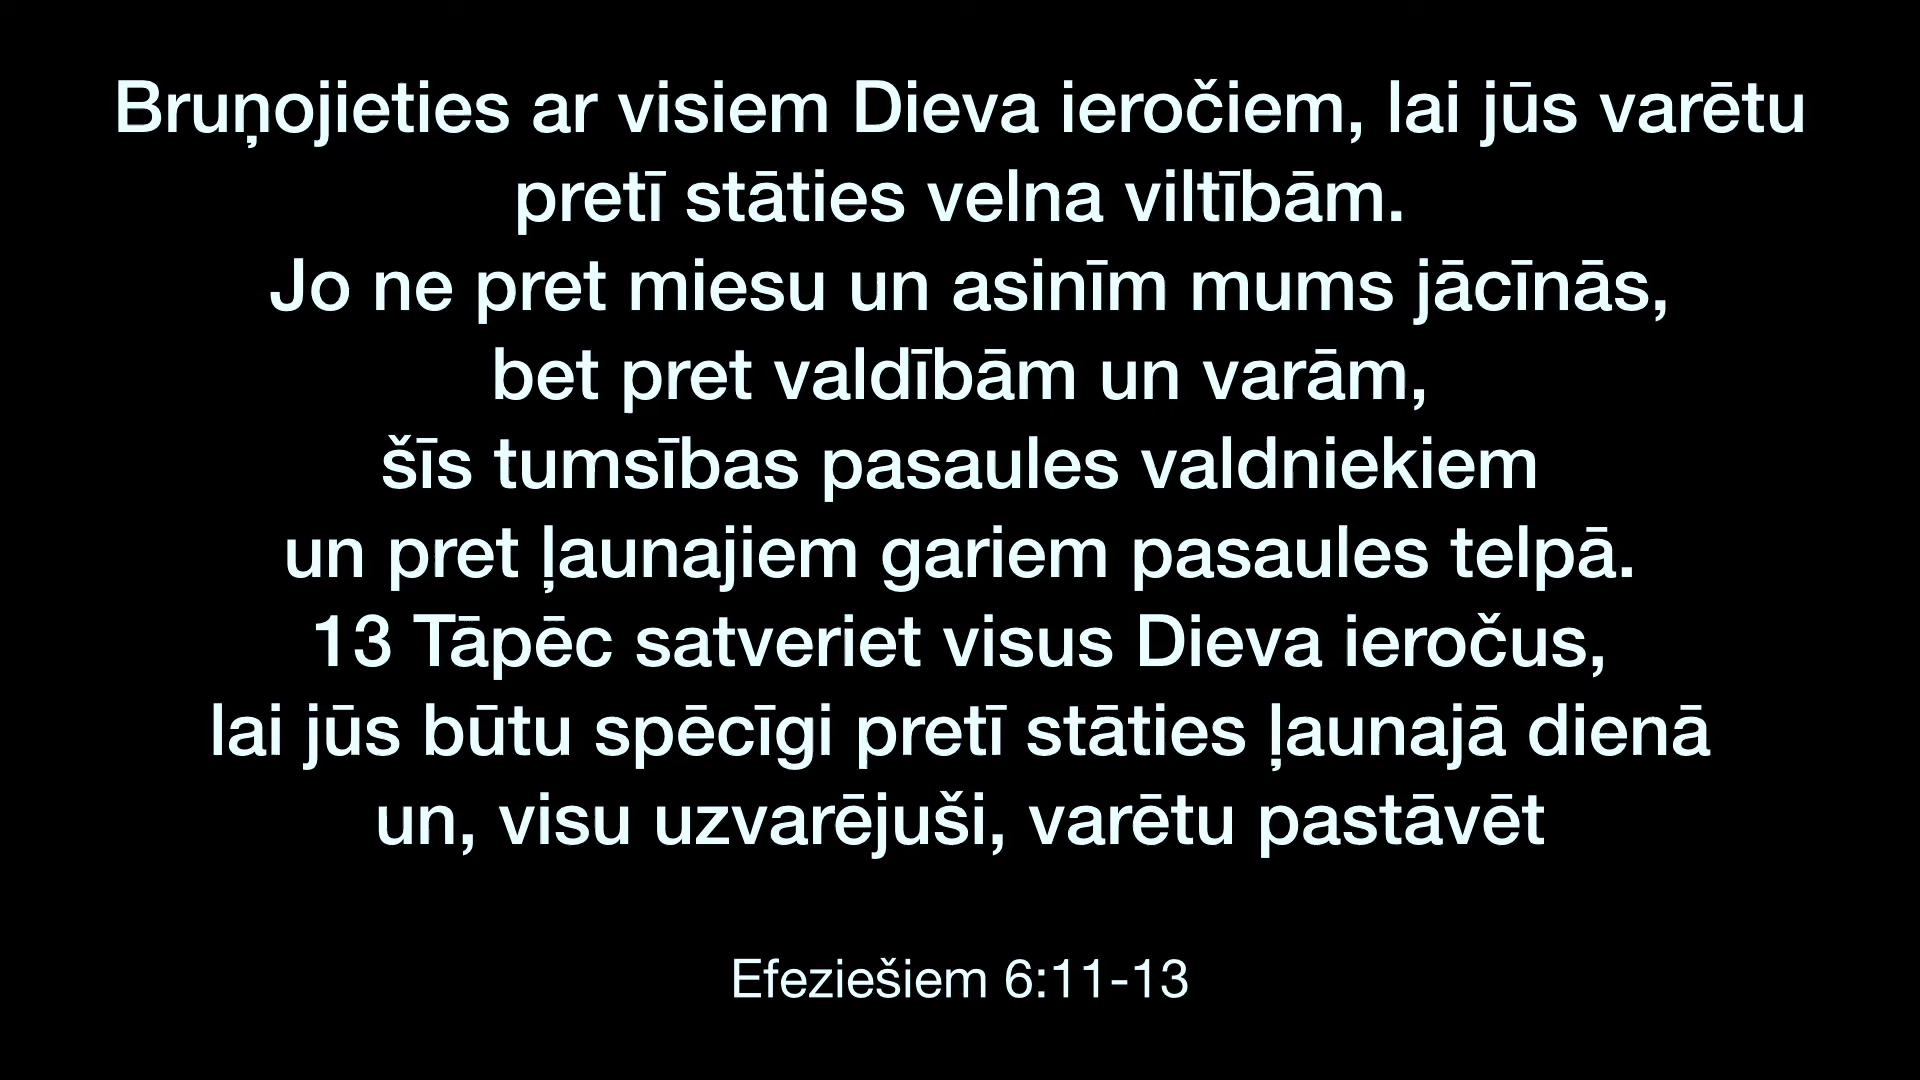 Bruņojieties ar visiem Dieva ieročiem, lai jūs varētu
pretī stāties velna viltībām.
Jo ne pret miesu un asinīm mums jācīnās,
bet pret valdībām un varām,
šīs tumsības pasaules valdniekiem
un pret ļaunajiem gariem pasaules telpā.
13 Tāpēc satveriet visus Dieva ieročus,
lai jūs būtu spēcīgi pretī stāties ļaunajā dienā
un, visu uzvarējuši, varētu pastāvēt
Efeziešiem 6:11-13